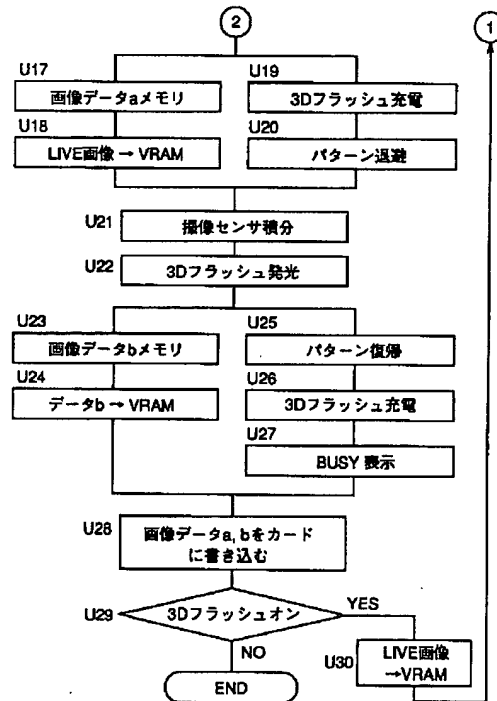 2
1
U17
画像データaメモリ
U18
LIVE画像 → VRAM
U19
3Dフラッシュ充電
U20
パターン退避
U21
撮像センサ積分
U22
3Dフラッシュ発光
U23
画像データbメモリ
U24
データb → VRAM
U25
パターン復帰
U26
3Dフラッシュ充電
U27
BUSY 表示
U28
画像データa, bをカード
に書き込む
U29
3Dフラッシュオン
YES
NO
U30
LIVE画像
→VRAM
END